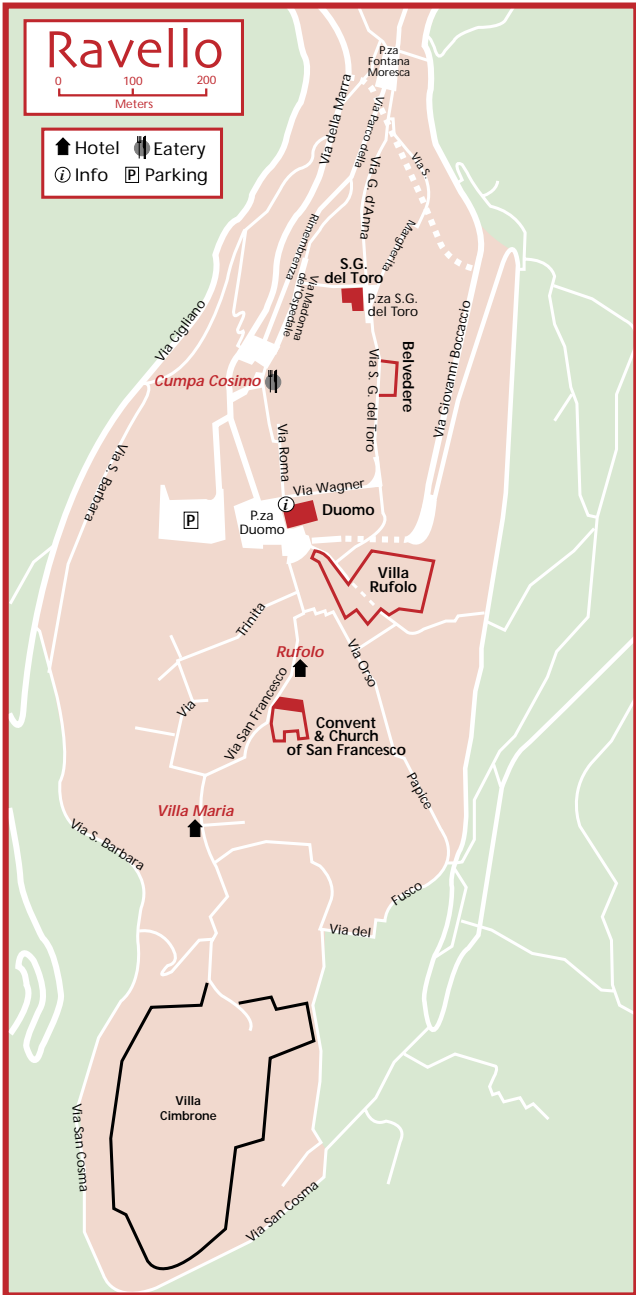 Ravello
0 100 200
Meters
Hotel Eatery
Info P Parking
P.za
Fontana
Moresca
Via della Marra
Via Parco della
Rimembrenza
Via G. d'Anna
Via S.
Margherita
Via Madonna
dell'Ospedale
S.G.
del Toro
P.za S.G.
del Toro
Via Cigliano
Via Giovanni Boccaccio
Belvedere
Cumpa Cosimo
Via S. G. del Toro
Via S. Barbara
Via Roma
Via Wagner
i
P
P.za
Duomo
Duomo
Villa
Rufolo
Trinita
Via
Rufolo
Via Orso
Papice
Via San Francesco
Convent
& Church
of San Francesco
Villa Maria
Via S. Barbara
Fusco
Via del
Villa
Cimbrone
Via San Cosma
Via San Cosma